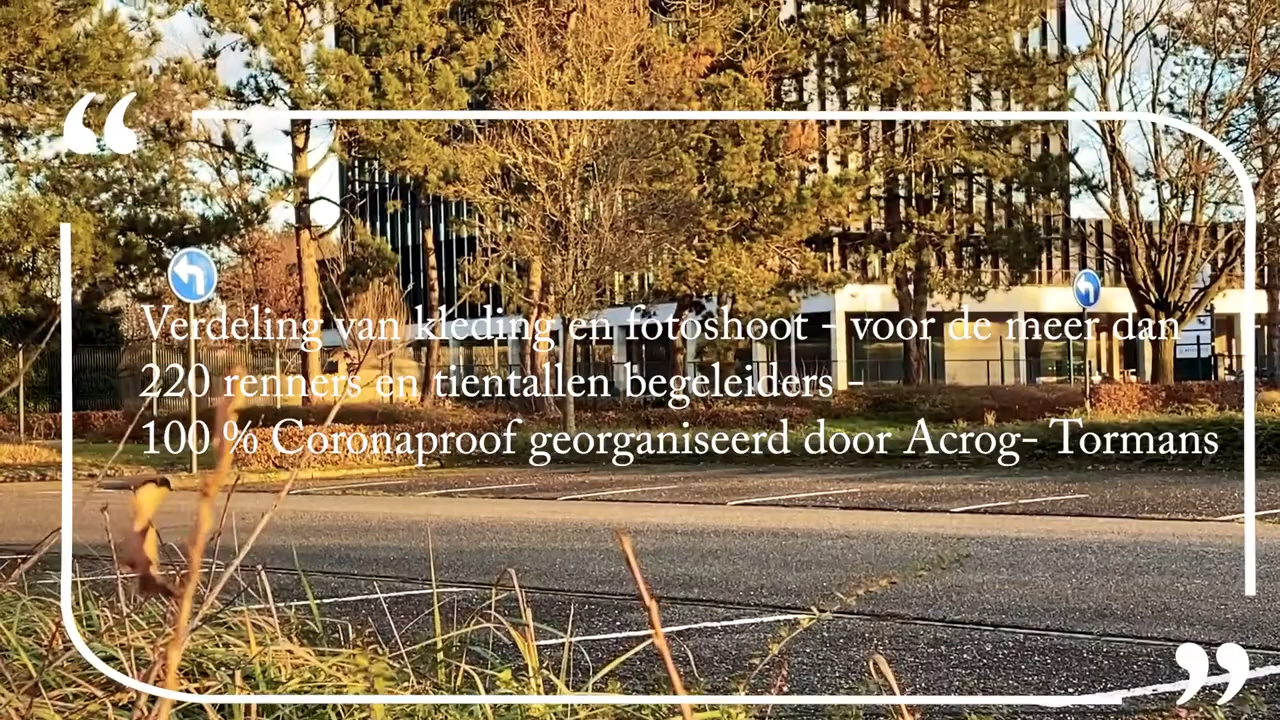 Verdeling van kleding en fotoshoot - voor de meer dan
220 renners en tientallen begeleiders -
100 % Coronaproof georganiseerd door Acrog- Tormans